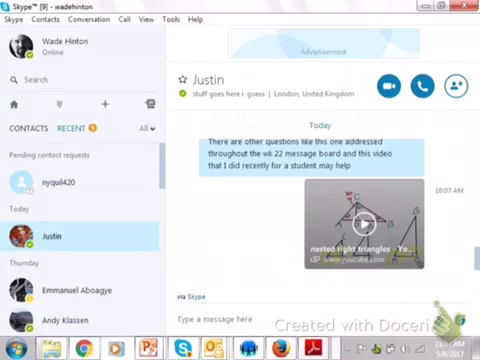 Skype™ [9] - wadehinton
Skype Contacts Conversation Call View Tools Help
Wade Hinton
Online
Search
CONTACTS RECENT 9 All
Pending contact requests
nyquil420
Today
Justin
Thursday
Emmanuel Aboagye
Andy Klassen
Advertisement
Justin
stuff goes here i guess | London, United Kingdom
Today
There are other questions like this one addressed
throughout the wk 22 message board and this video
that I did recently for a student may help
10:07 AM
nested right triangles - Yo...
www.youtube.com
via Skype
Type a message here
Created with Doceri
5/9/2017